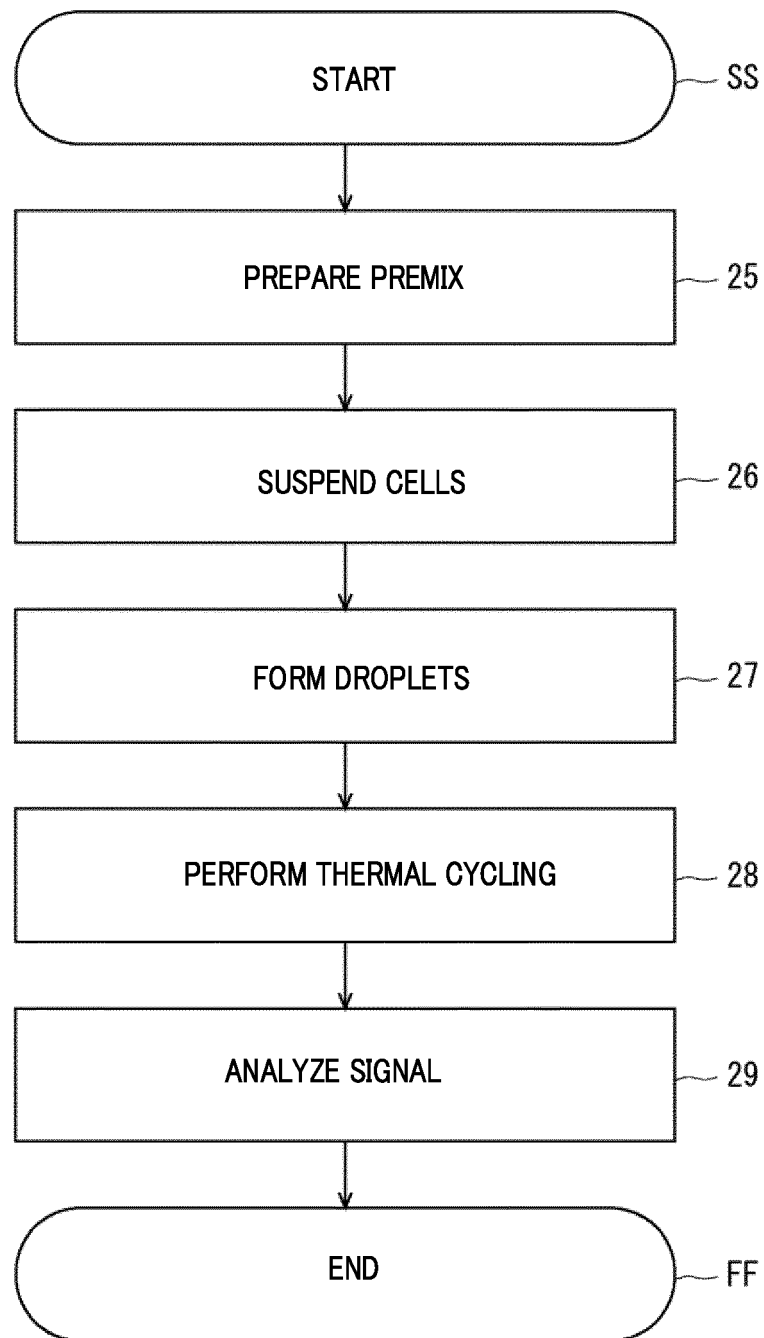 START
SS
PREPARE PREMIX
25
SUSPEND CELLS
26
FORM DROPLETS
27
PERFORM THERMAL CYCLING
28
ANALYZE SIGNAL
29
END
FF